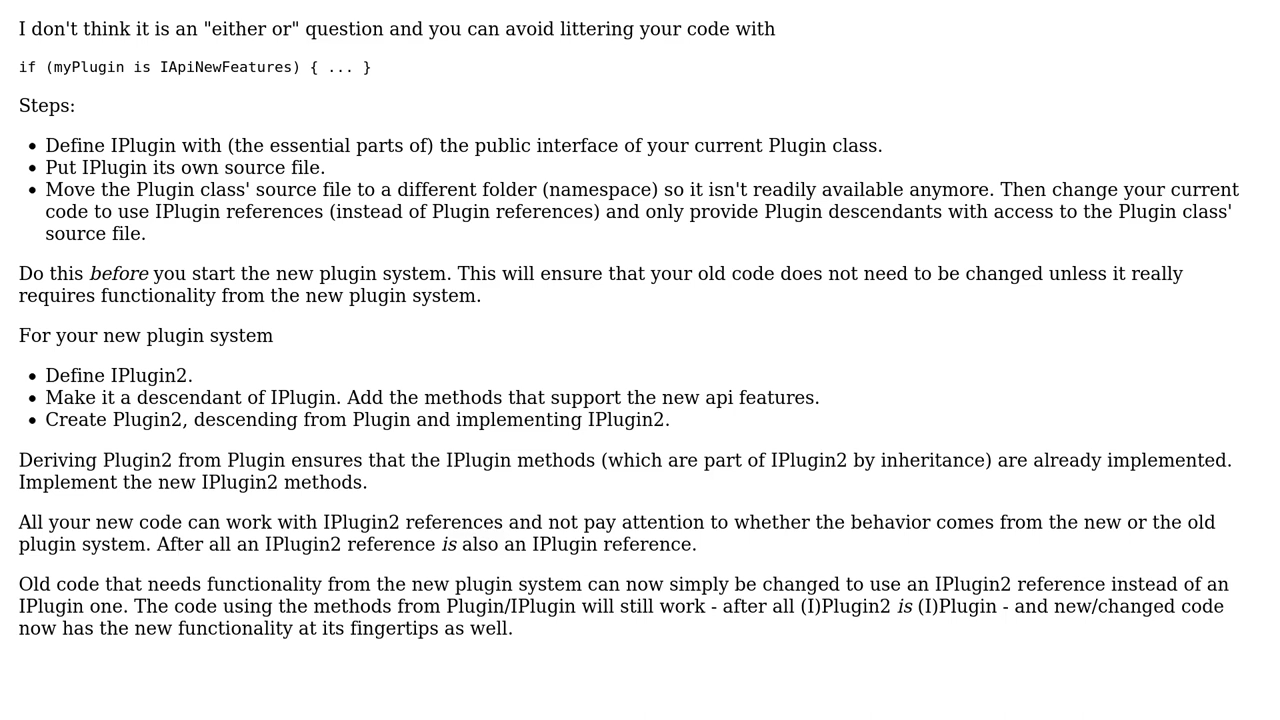 I don't think it is an "either or" question and you can avoid littering your code with
if (myPlugin is IApiNewFeatures) { ... }
Steps:
• Define IPlugin with (the essential parts of) the public interface of your current Plugin class.
• Put IPlugin its own source file.
• Move the Plugin class' source file to a different folder (namespace) so it isn't readily available anymore. Then change your current
code to use IPlugin references (instead of Plugin references) and only provide Plugin descendants with access to the Plugin class'
source file.
Do this before you start the new plugin system. This will ensure that your old code does not need to be changed unless it really
requires functionality from the new plugin system.
For your new plugin system
• Define IPlugin2.
• Make it a descendant of IPlugin. Add the methods that support the new api features.
• Create Plugin2, descending from Plugin and implementing IPlugin2.
Deriving Plugin2 from Plugin ensures that the IPlugin methods (which are part of IPlugin2 by inheritance) are already implemented.
Implement the new IPlugin2 methods.
All your new code can work with IPlugin2 references and not pay attention to whether the behavior comes from the new or the old
plugin system. After all an IPlugin2 reference is also an IPlugin reference.
Old code that needs functionality from the new plugin system can now simply be changed to use an IPlugin2 reference instead of an
IPlugin one. The code using the methods from Plugin/IPlugin will still work - after all (I)Plugin2 is (I)Plugin - and new/changed code
now has the new functionality at its fingertips as well.